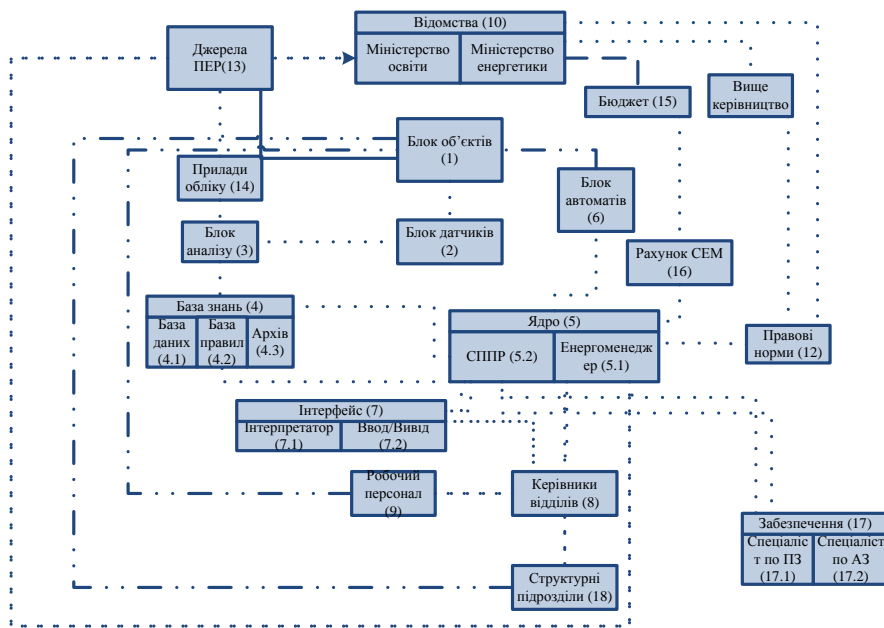 Відомства (10)
Джерела
ПЕР(13)
Міністерство
освіти
Міністерство
енергетики
Бюджет (15)
Вище
керівництво
Блок об’єктів
(1)
Прилади
обліку (14)
Блок
автоматів
(6)
Блок
аналізу (3)
Блок датчиків
(2)
Рахунок СЕМ
(16)
База знань (4)
База
даних
(4.1)
База
правил
(4.2)
Архів
(4.3)
Ядро (5)
СППР (5.2)
Енергоменедж
ер (5.1)
Правові
норми (12)
Інтерфейс (7)
Інтерпретатор
(7.1)
Ввод/Вивід
(7.2)
Робочий
персонал
(9)
Керівники
відділів (8)
Забезпечення (17)
Спеціаліс
т по ПЗ
(17.1)
Спеціаліст
по АЗ
(17.2)
Структурні
підрозділи (18)